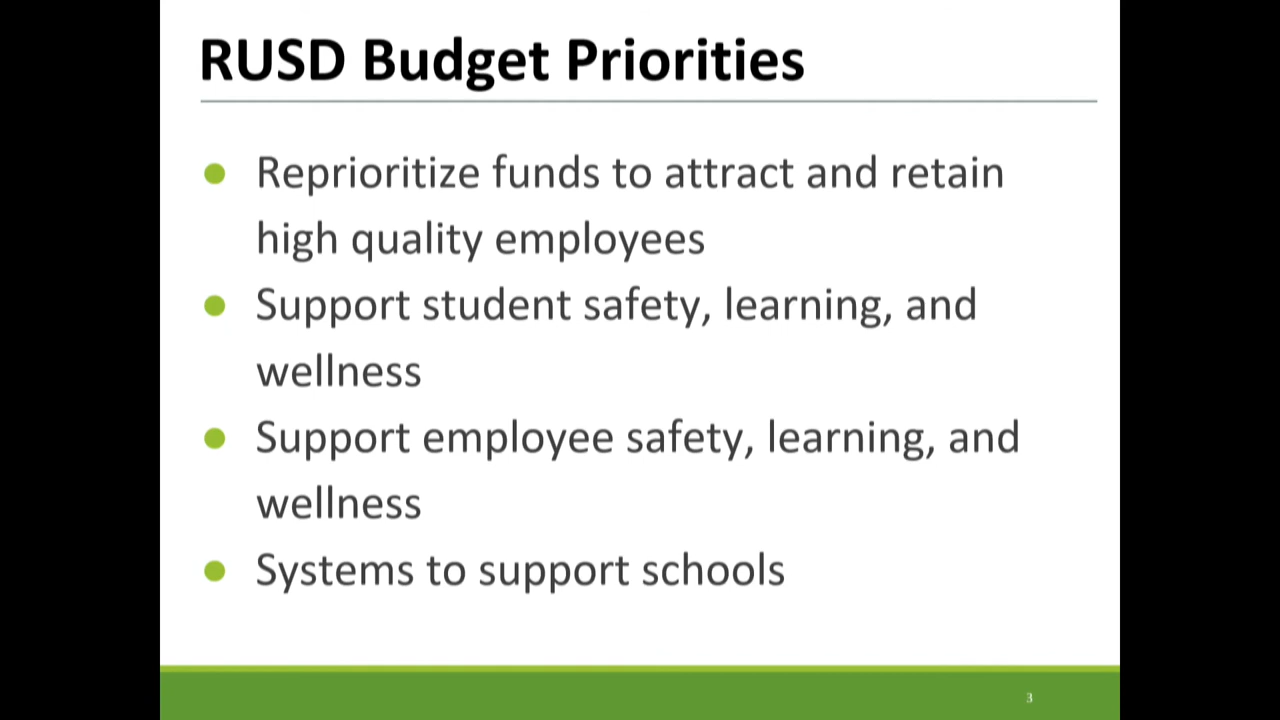 RUSD Budget Priorities
Reprioritize funds to attract and retain
high quality employees
Support student safety, learning, and
wellness
Support employee safety, learning, and
wellness
Systems to support schools
3